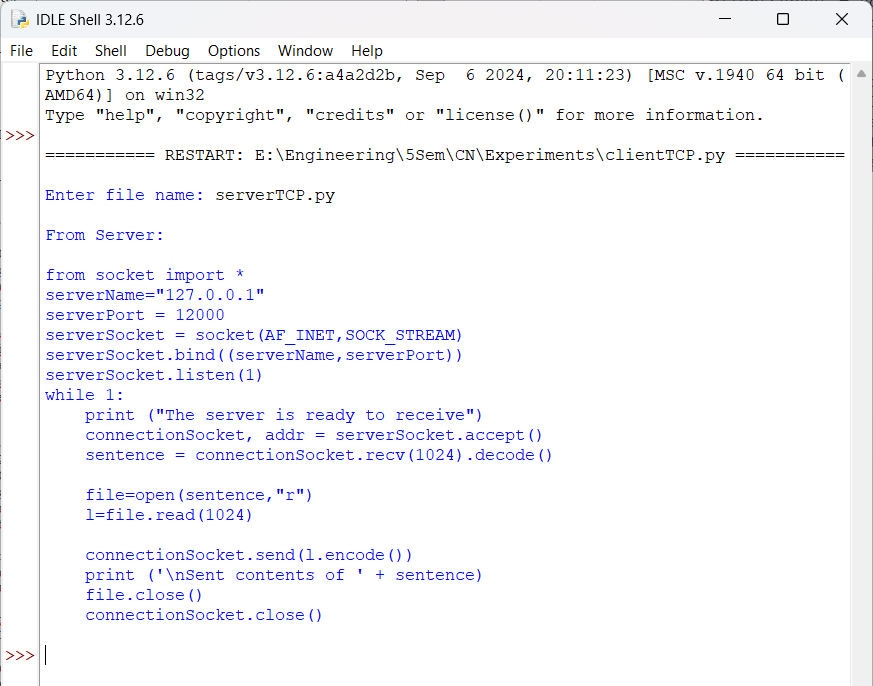 IDLE Shell 3.12.6
File Edit Shell Debug Options Window Help
Python 3.12.6 (tags/v3.12.6:a4a2d2b, Sep  6 2024, 20:11:23) [MSC v.1940 64 bit (
AMD64)] on win32
Type "help", "copyright", "credits" or "license()" for more information.
>>>
=========== RESTART: E:\Engineering\5Sem\CN\Experiments\clientTCP.py ===========
Enter file name: serverTCP.py
From Server:
from socket import *
serverName="127.0.0.1"
serverPort = 12000
serverSocket = socket(AF_INET,SOCK_STREAM)
serverSocket.bind((serverName,serverPort))
serverSocket.listen(1)
while 1:
    print ("The server is ready to receive")
    connectionSocket, addr = serverSocket.accept()
    sentence = connectionSocket.recv(1024).decode()
    file=open(sentence,"r")
    l=file.read(1024)
    connectionSocket.send(l.encode())
    print ('\nSent contents of ' + sentence)
    file.close()
    connectionSocket.close()
>>>